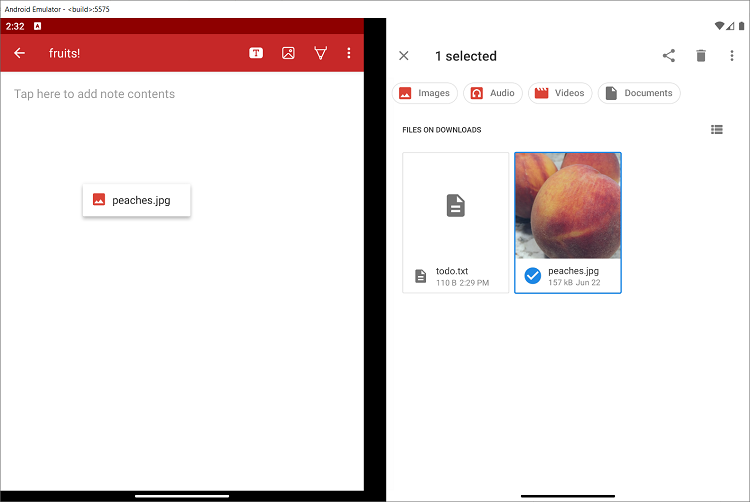 Android Emulator - <build>:5575
2:32
fruits!
Tap here to add note contents
peaches.jpg
1 selected
Images
Audio
Videos
Documents
FILES ON DOWNLOADS
todo.txt
110 B 2:29 PM
peaches.jpg
157 kB Jun 22